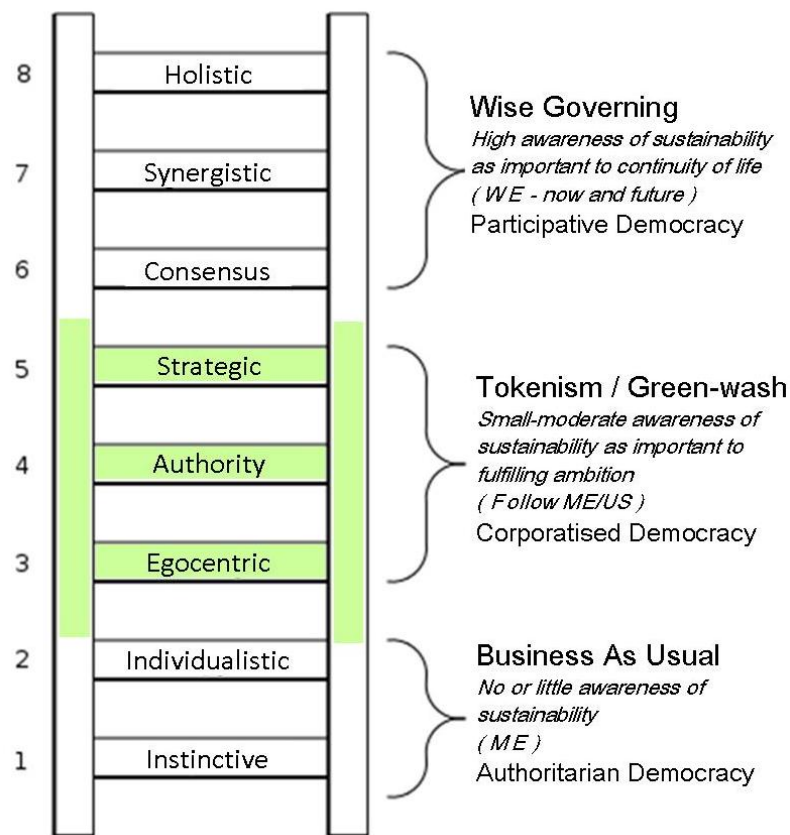 8 Holistic
7 Synergistic
6 Consensus
Wise Governing
High awareness of sustainability
as important to continuity of life
( WE - now and future )
Participative Democracy
5 Strategic
4 Authority
3 Egocentric
Tokenism / Green-wash
Small-moderate awareness of
sustainability as important to
fulfilling ambition
( Follow ME/US )
Corporatised Democracy
2 Individualistic
1 Instinctive
Business As Usual
No or little awareness of
sustainability
( ME )
Authoritarian Democracy